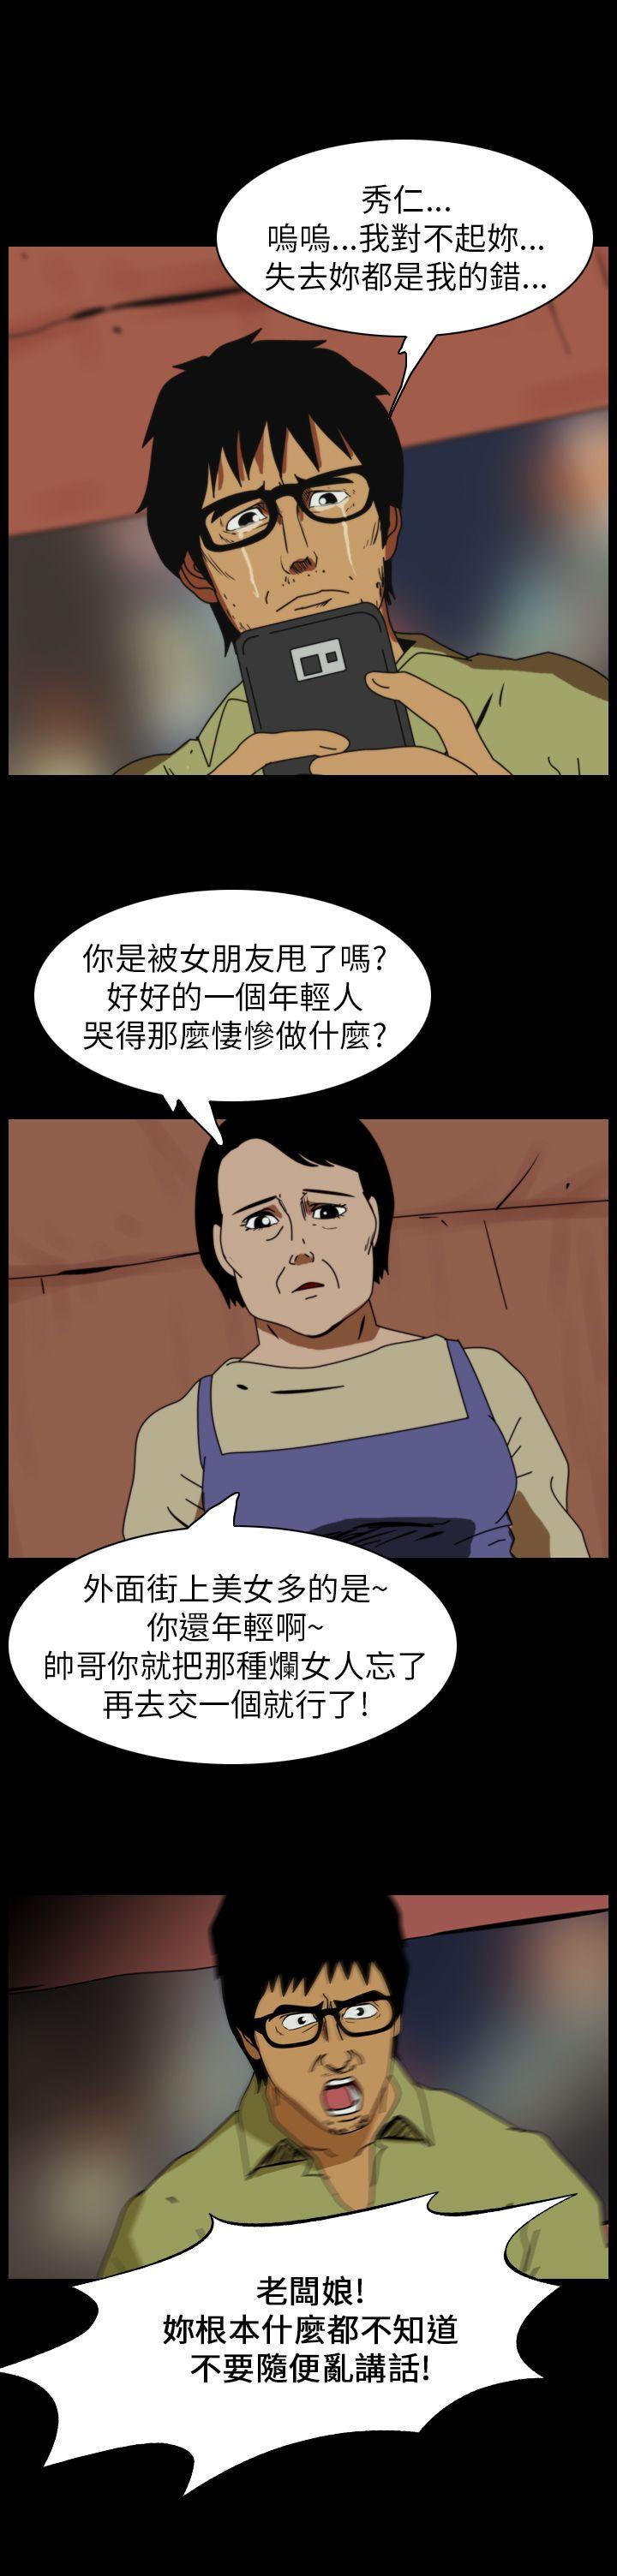 秀仁...
嗚嗚...我對不起妳...
失去妳都是我的錯...
你是被女朋友甩了嗎?
好好的一個年輕人
哭得那麼悽慘做什麼?
外面街上美女多的是~
你還年輕啊~
帥哥你就把那種爛女人忘了
再去交一個就行了!
老闆娘!
妳根本什麼都不知道
不要隨便亂講話!